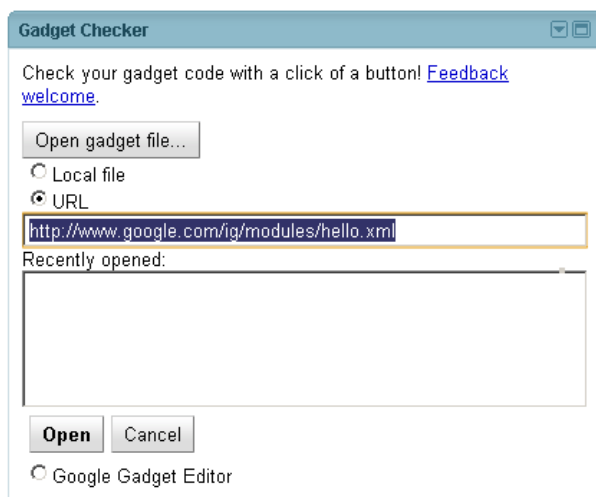 Gadget Checker
Check your gadget code with a click of a button! Feedback
welcome.
Open gadget file...
Local file
URL
http://www.google.com/ig/modules/hello.xml
Recently opened:
Open Cancel
Google Gadget Editor